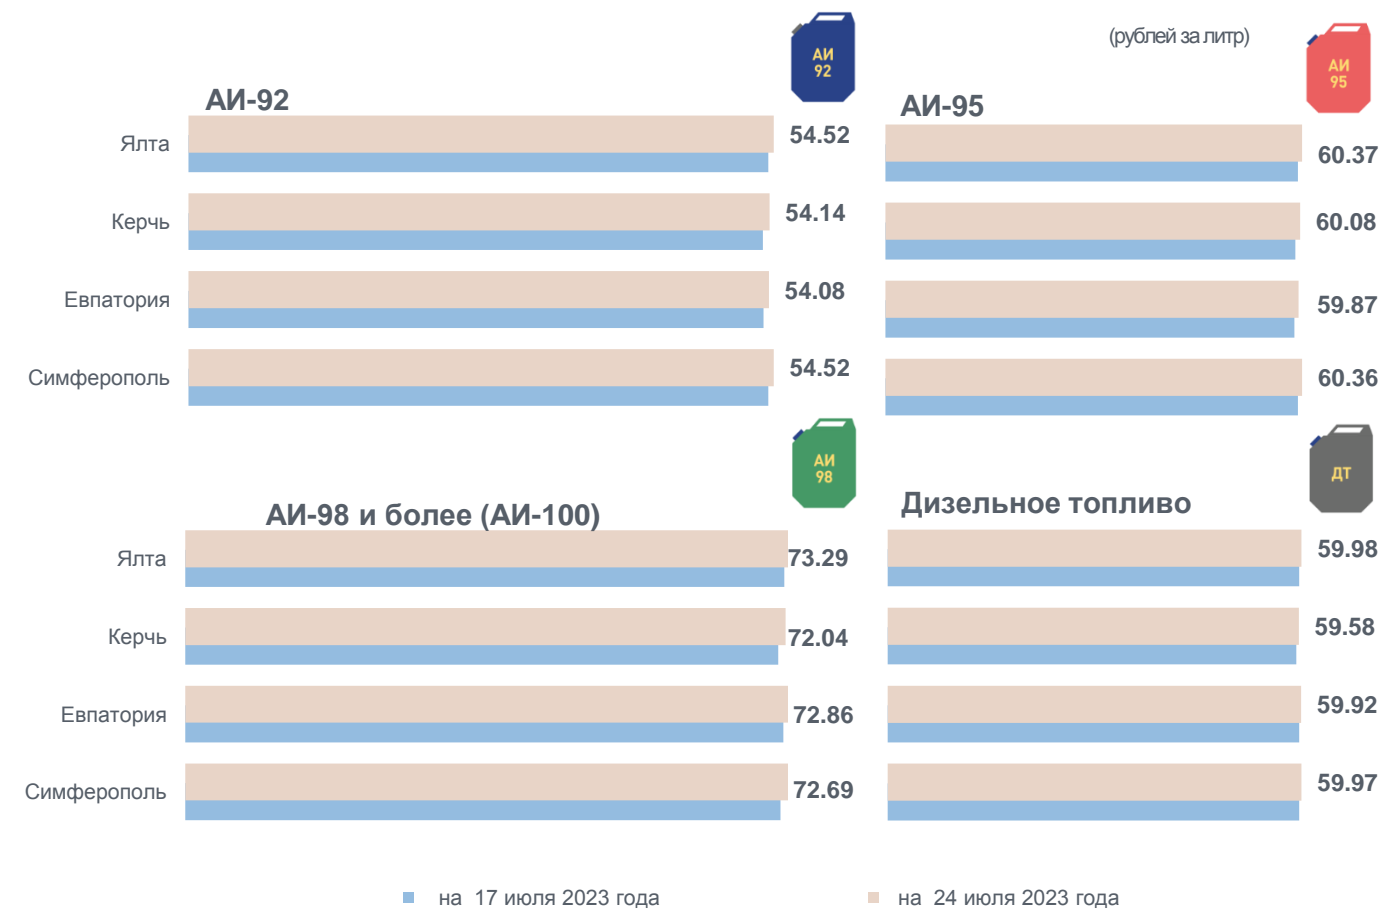 АИ
92
(рублей за литр)
АИ
95
АИ-92
АИ-95
Ялта
54.52
60.37
Керчь
54.14
60.08
Евпатория
54.08
59.87
Симферополь
54.52
60.36
АИ
98
ДТ
АИ-98 и более (АИ-100)
Дизельное топливо
Ялта
73.29
59.98
Керчь
72.04
59.58
Евпатория
72.86
59.92
Симферополь
72.69
59.97
на 17 июля 2023 года
на 24 июля 2023 года